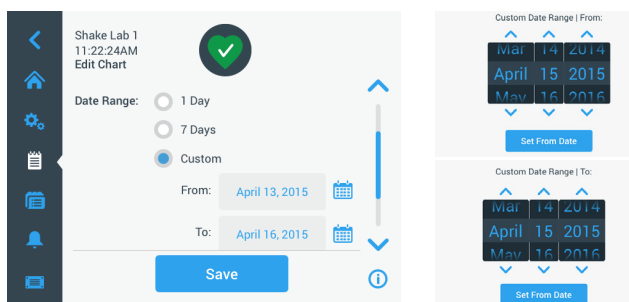 Shake Lab 1
11:22:24AM
Edit Chart
Date Range:
1 Day
7 Days
Custom
From:
April 13, 2015
To:
April 16, 2015
Save
Custom Date Range | From:
Mar 14 2014
April 15 2015
May 16 2016
Set From Date
Custom Date Range | To:
Mar 14 2014
April 15 2015
May 16 2016
Set From Date